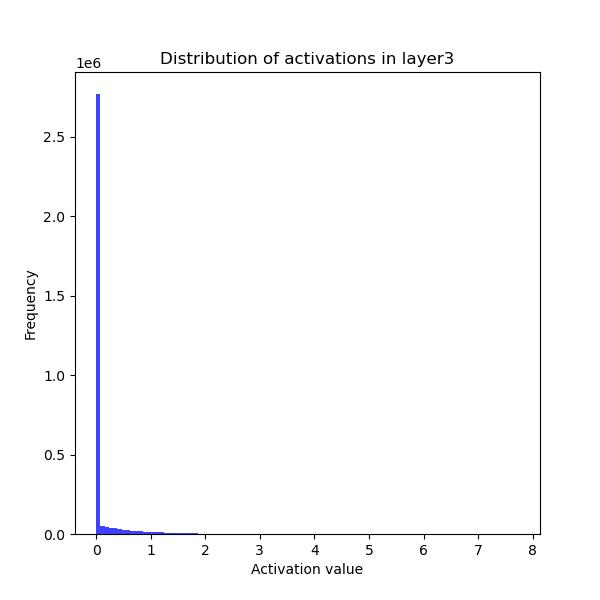 Distribution of activations in layer3
1e6
2.5
2.0
1.5
1.0
0.5
0.0
Frequency
0 1 2 3 4 5 6 7 8
Activation value